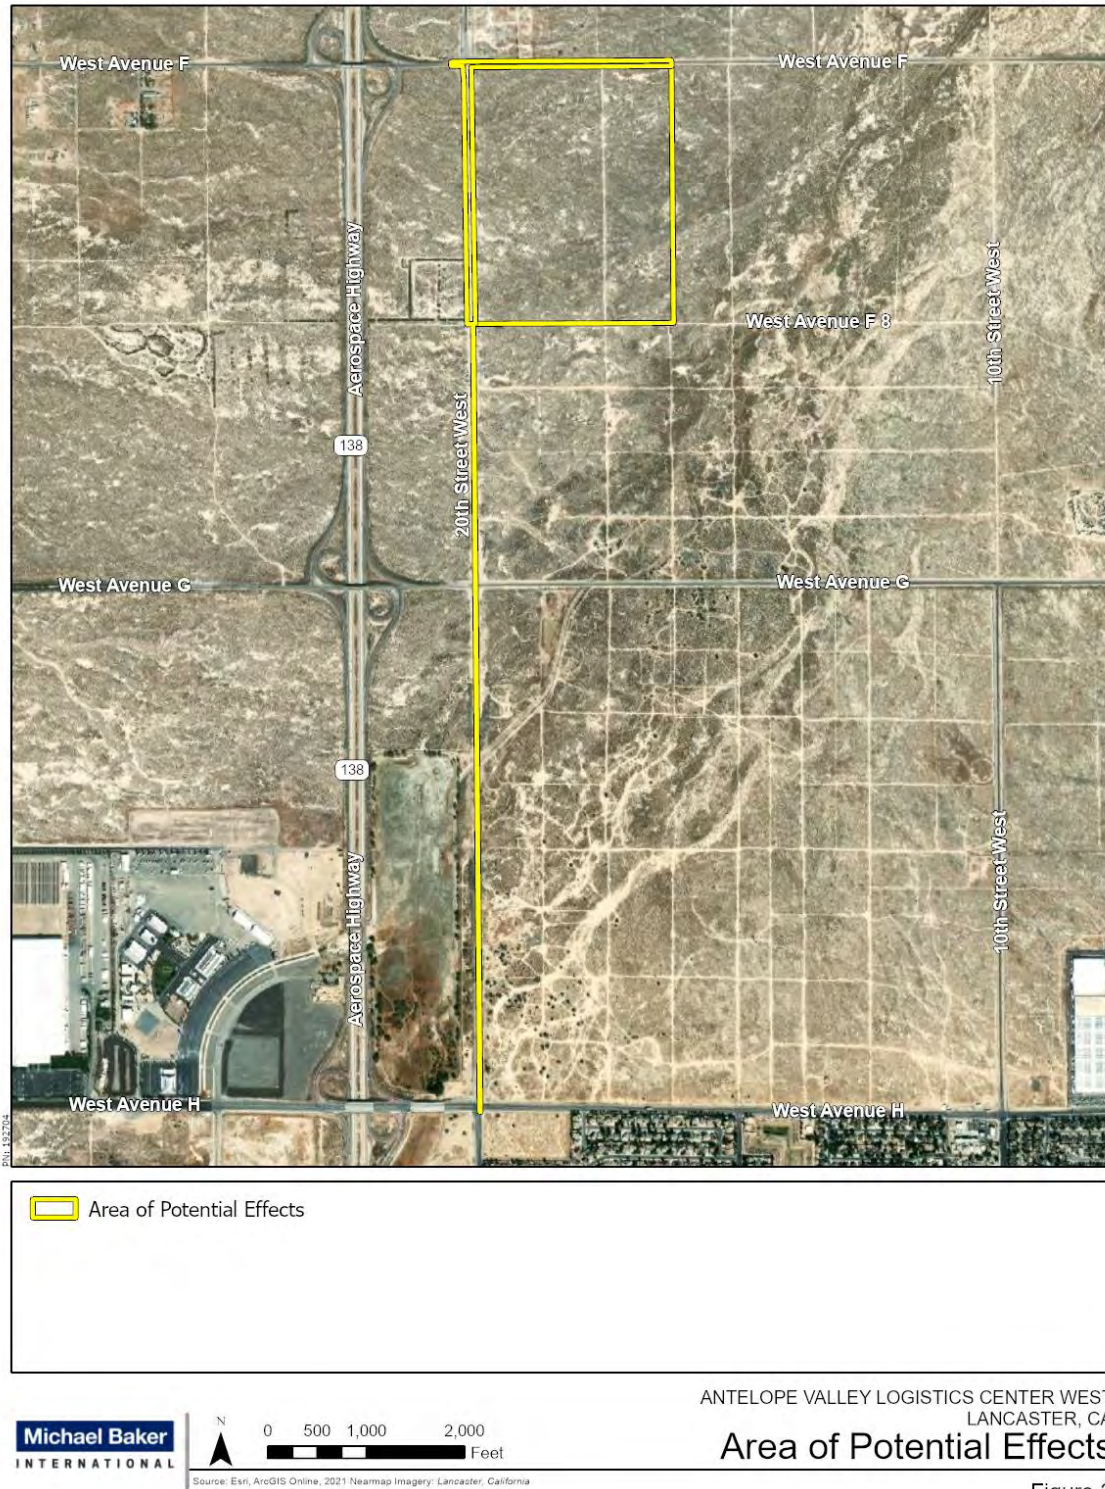 West Avenue F
West Avenue F
Aerospace Highway
10th Street West
West Avenue F 8
20th Street West
138
West Avenue G
West Avenue G
138
Aerospace Highway
10th Street West
West Avenue H
West Avenue H
PN: 192704
Area of Potential Effects
ANTELOPE VALLEY LOGISTICS CENTER WEST
LANCASTER, CA
Area of Potential Effects
Michael Baker
INTERNATIONAL
N
0 500 1,000 2,000
Feet
Source: Esri, ArcGIS Online, 2021 Nearmap Imagery: Lancaster, California
Figure